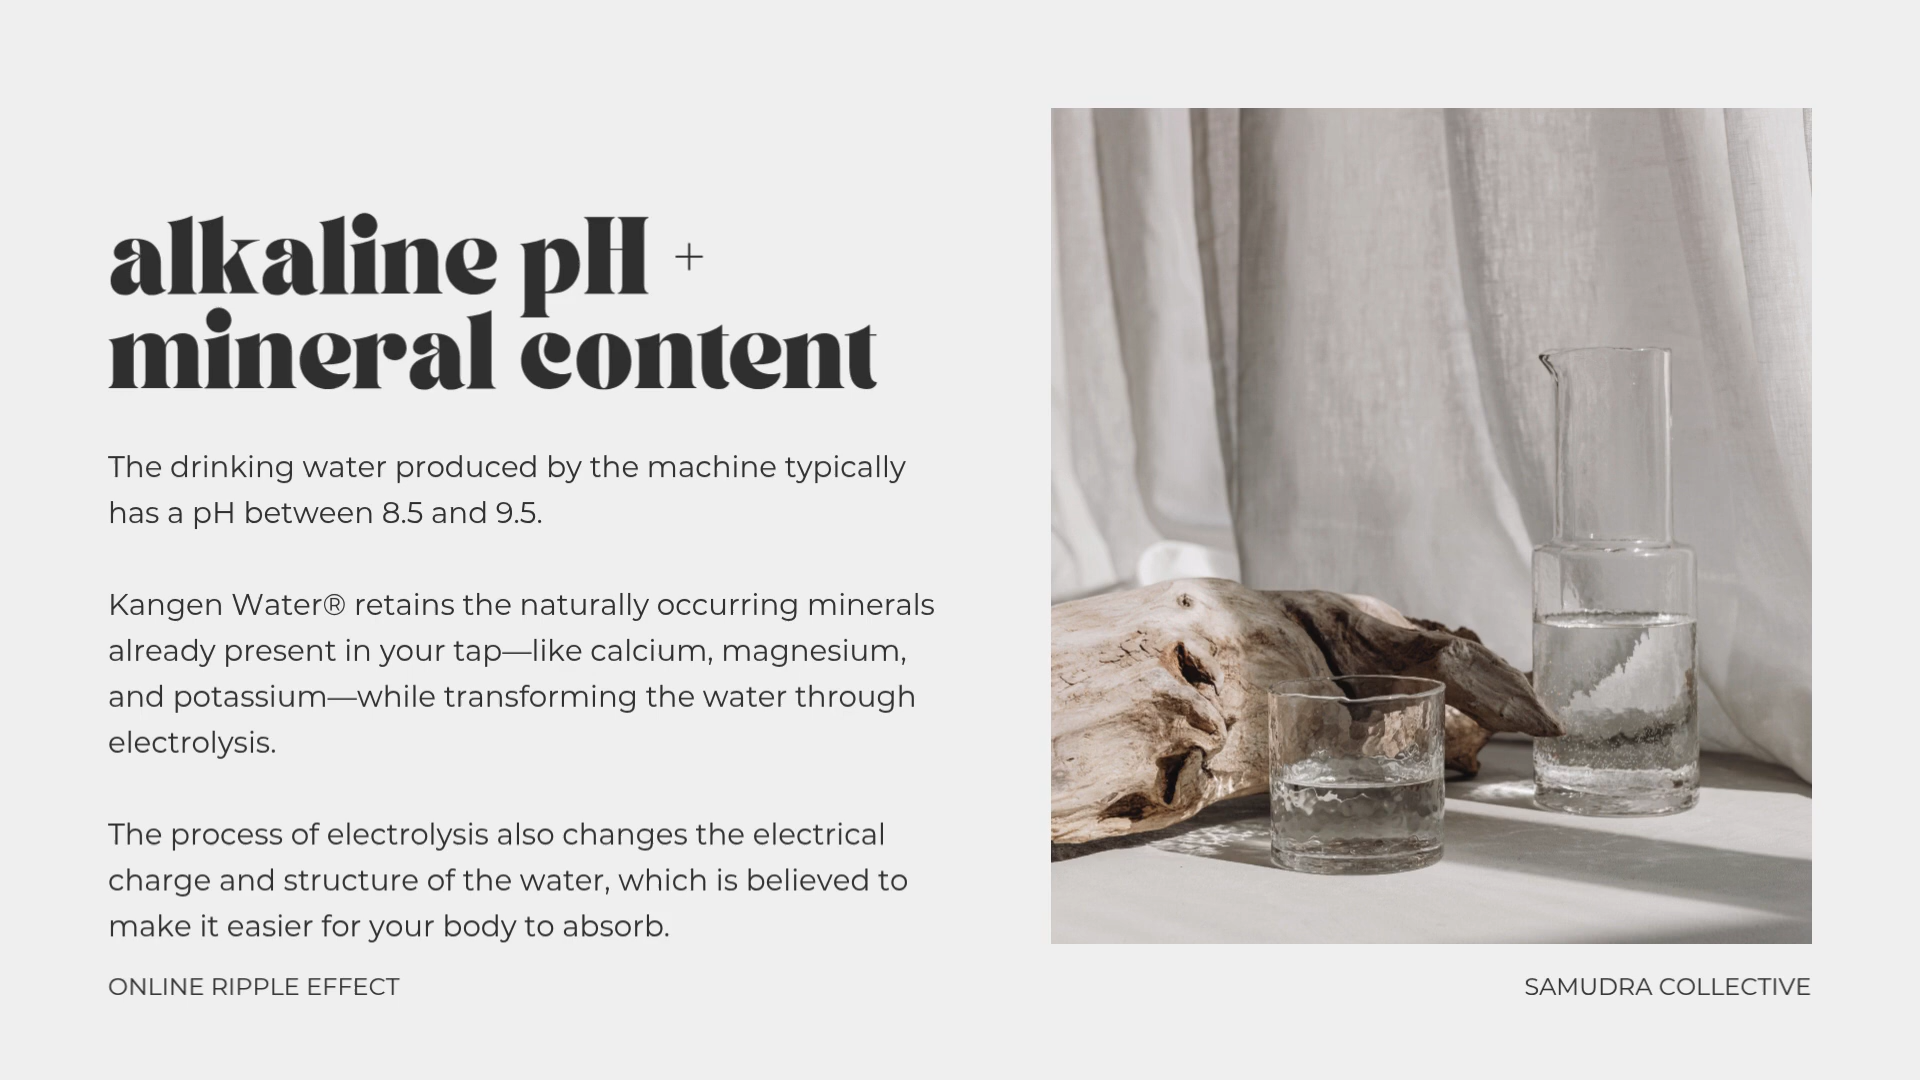 alkaline pH +
mineral content
The drinking water produced by the machine typically
has a pH between 8.5 and 9.5.
Kangen Water® retains the naturally occurring minerals
already present in your tap—like calcium, magnesium,
and potassium—while transforming the water through
electrolysis.
The process of electrolysis also changes the electrical
charge and structure of the water, which is believed to
make it easier for your body to absorb.
ONLINE RIPPLE EFFECT
SAMUDRA COLLECTIVE